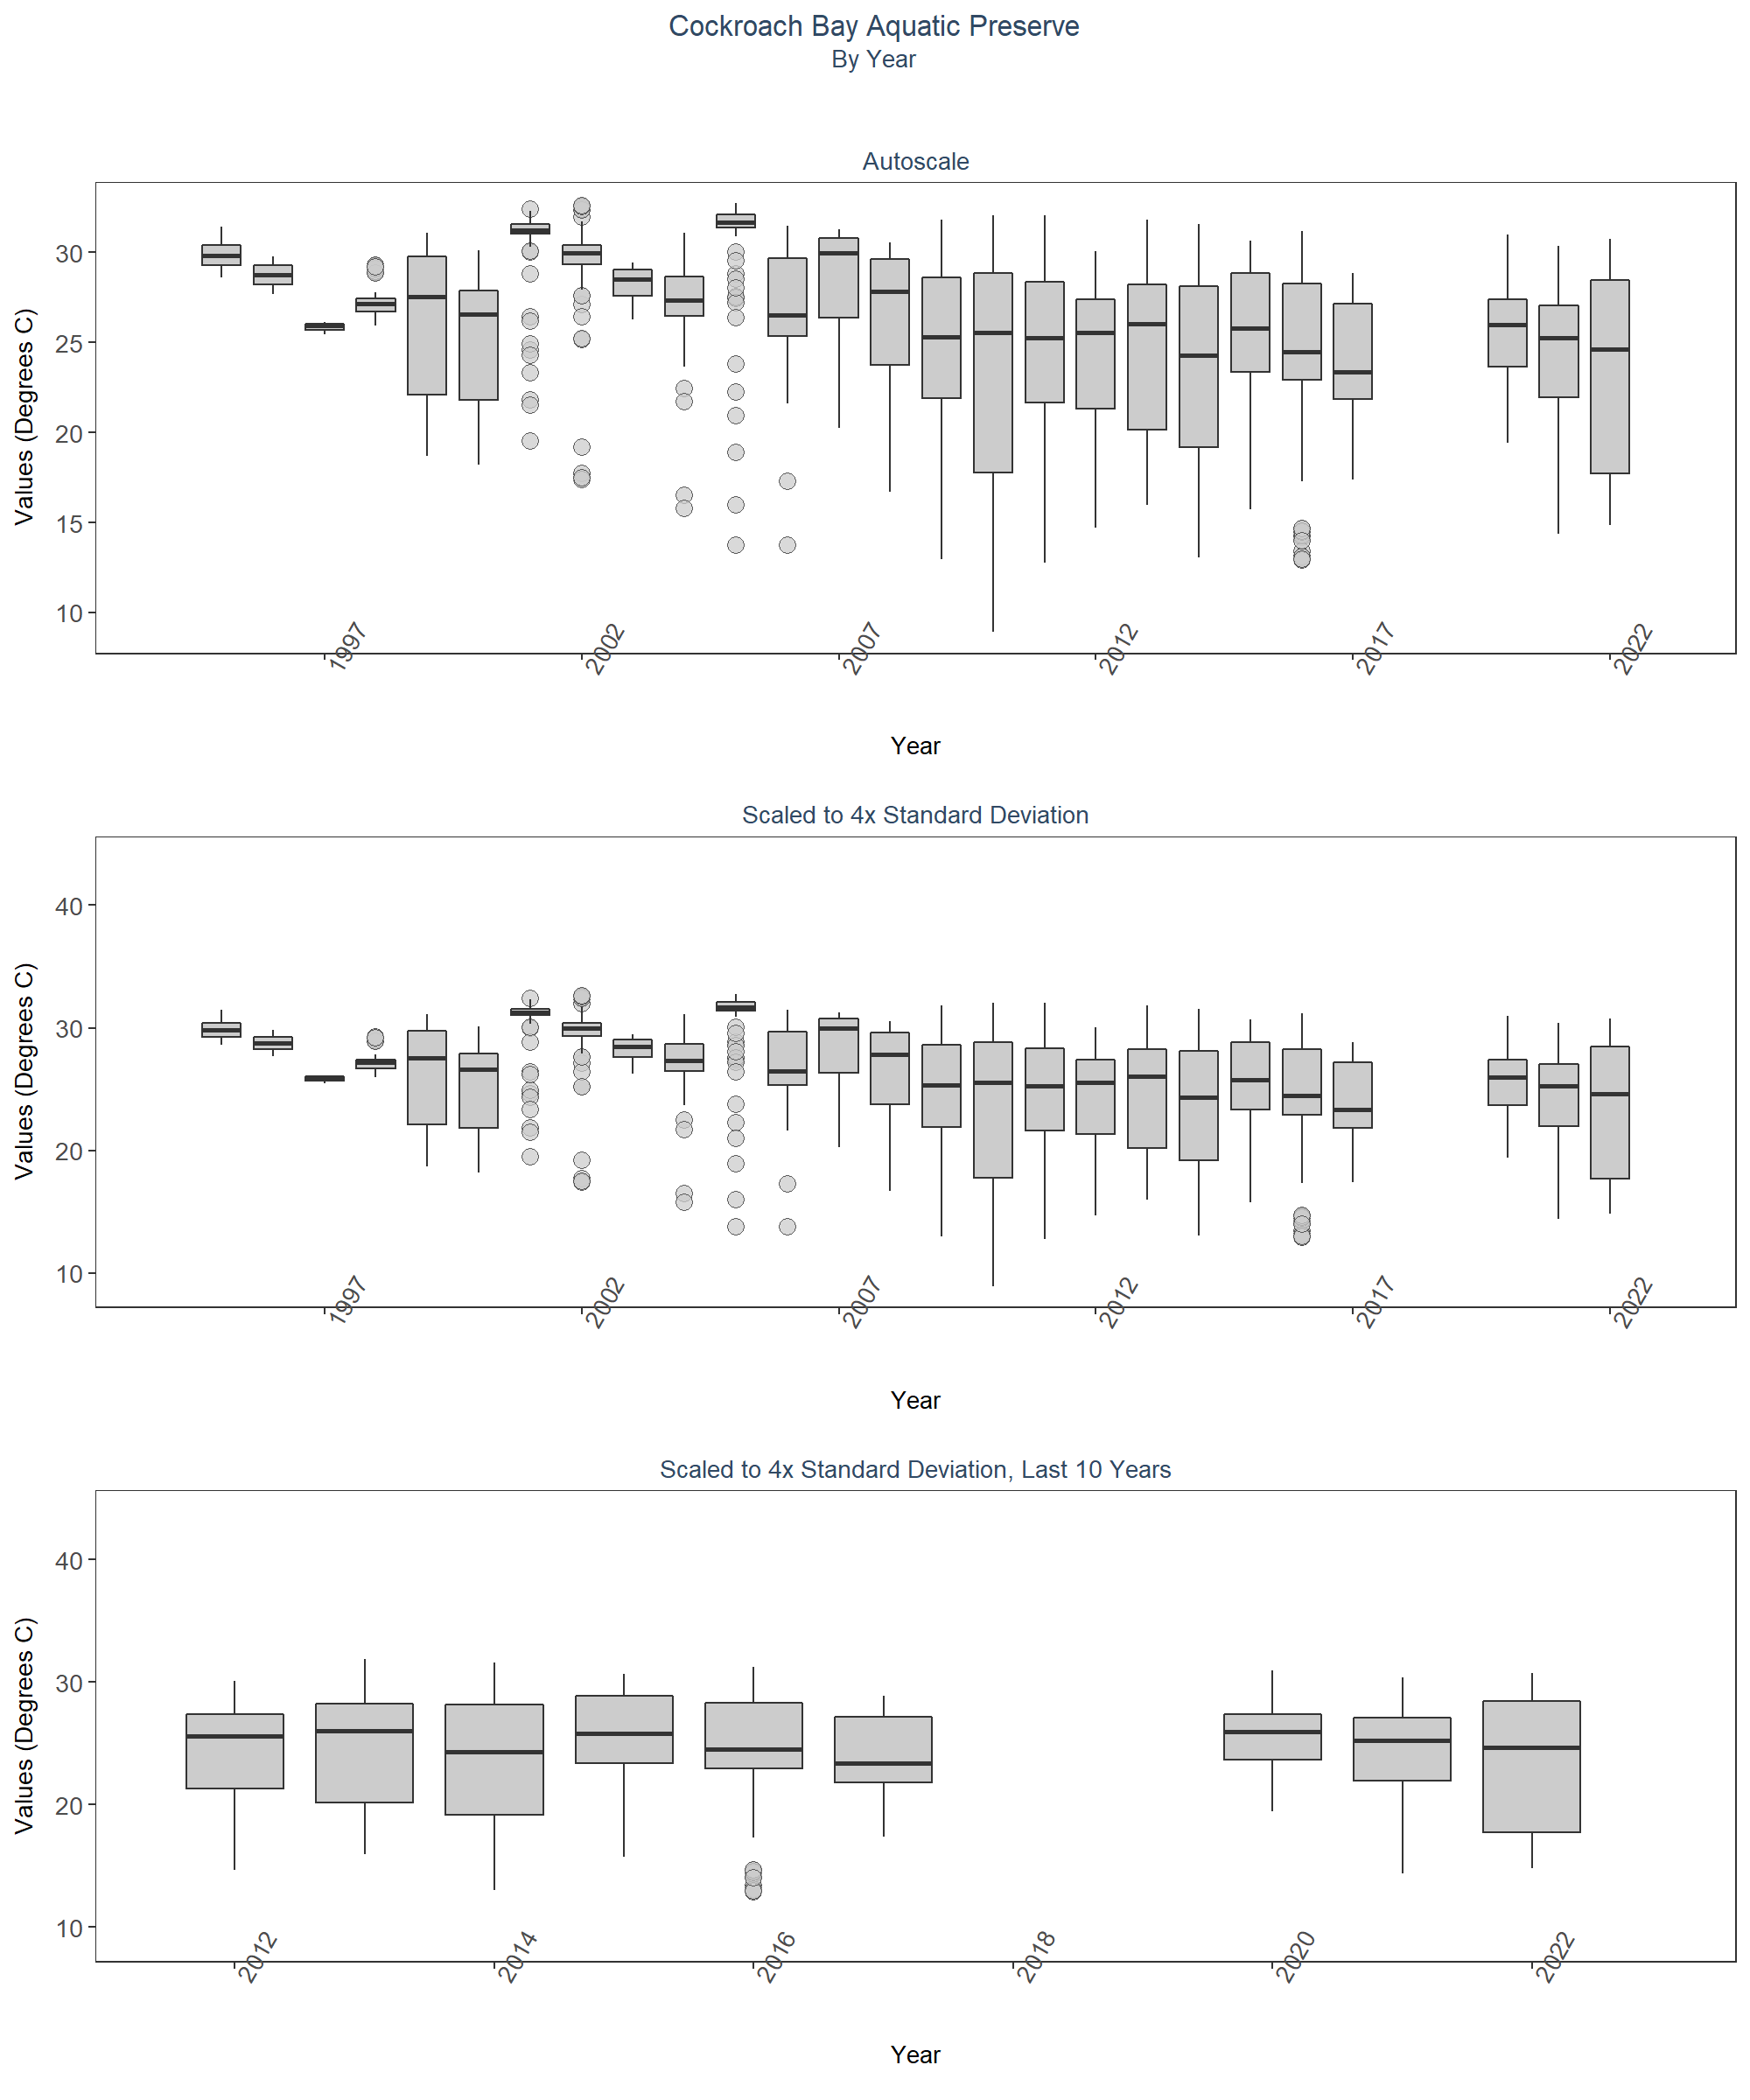 Cockroach Bay Aquatic Preserve
By Year
Autoscale
Values (Degrees C)
30
25
20
15
10
1997 2002 2007 2012 2017 2022
Year
Scaled to 4x Standard Deviation
Values (Degrees C)
40
30
20
10
1997 2002 2007 2012 2017 2022
Year
Scaled to 4x Standard Deviation, Last 10 Years
Values (Degrees C)
40
30
20
10
2012 2014 2016 2018 2020 2022
Year